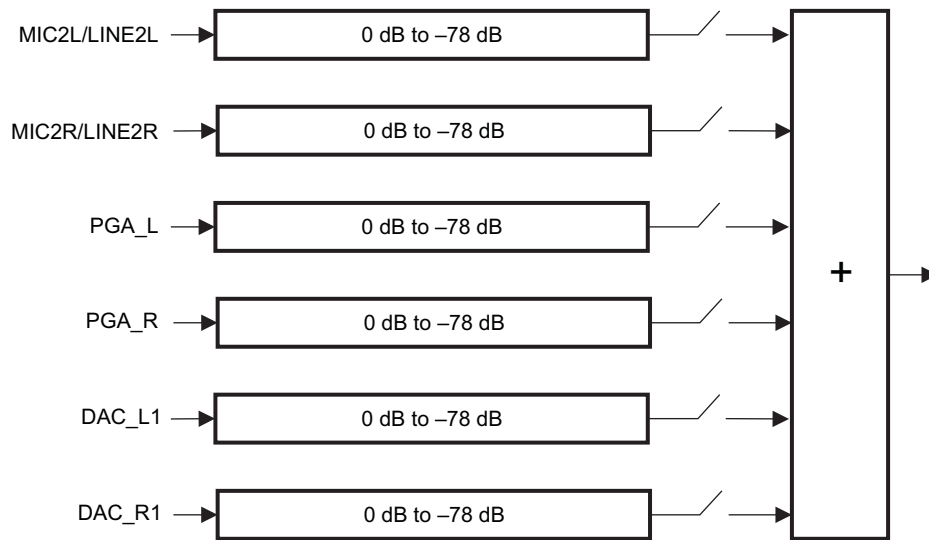 MIC2L/LINE2L 0 dB to –78 dB
MIC2R/LINE2R 0 dB to –78 dB
PGA_L 0 dB to –78 dB
+
PGA_R 0 dB to –78 dB
DAC_L1 0 dB to –78 dB
DAC_R1 0 dB to –78 dB